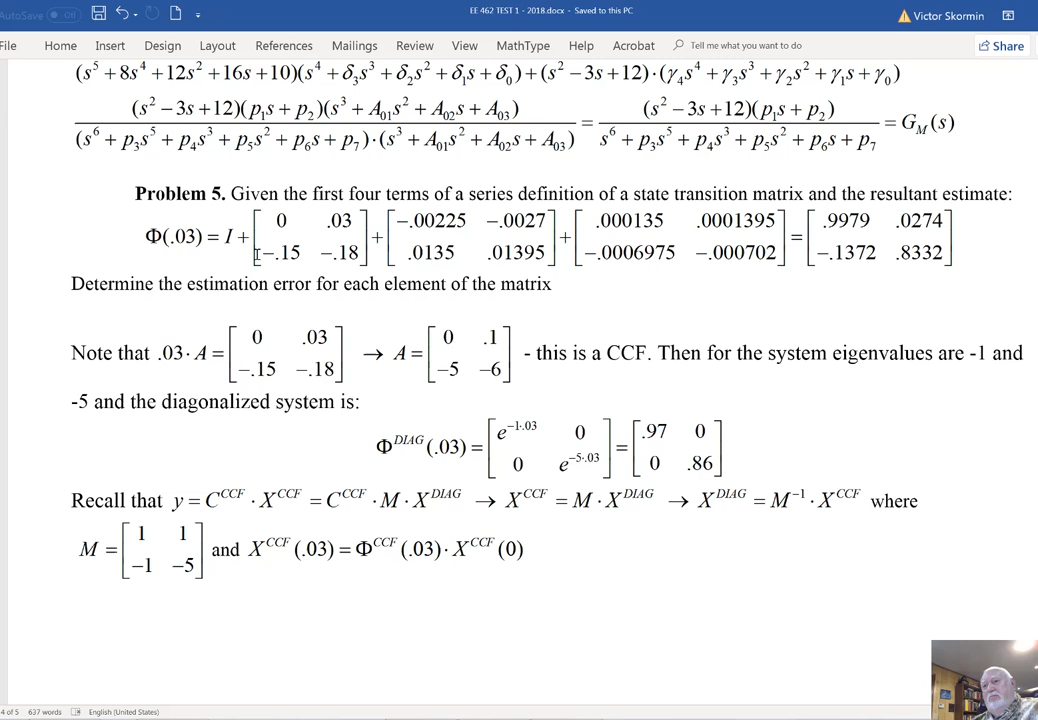 AutoSave Off EE 462 TEST 1 - 2018.docx - Saved to this PC Victor Skormin
File Home Insert Design Layout References Mailings Review View MathType Help Acrobat Tell me what you want to do Share
(s^5 + 8s^4 + 12s^2 + 16s + 10)(s^4 + δ_3s^3 + δ_2s^2 + δ_1s + δ_0) + (s^2 − 3s + 12)·(γ_4s^4 + γ_3s^3 + γ_2s^2 + γ_1s + γ_0)
(s^2 − 3s + 12)(p_1s + p_2)(s^3 + A_01s^2 + A_02s + A_03) / (s^6 + p_3s^5 + p_4s^3 + p_5s^2 + p_6s + p_7)·(s^3 + A_01s^2 + A_02s + A_03) = (s^2 − 3s + 12)(p_1s + p_2) / s^6 + p_3s^5 + p_4s^3 + p_5s^2 + p_6s + p_7 = G_M(s)
Problem 5. Given the first four terms of a series definition of a state transition matrix and the resultant estimate:
Φ(.03) = I + [0 .03; −.15 −.18] + [−.00225 −.0027; .0135 .01395] + [.000135 .0001395; −.0006975 −.000702] = [.9979 .0274; −.1372 .8332]
Determine the estimation error for each element of the matrix
Note that .03·A = [0 .03; −.15 −.18] → A = [0 .1; −5 −6] - this is a CCF. Then for the system eigenvalues are -1 and
-5 and the diagonalized system is:
Φ^DIAG(.03) = [e^−1·.03 0; 0 e^−5·.03] = [.97 0; 0 .86]
Recall that y = C^CCF · X^CCF = C^CCF · M · X^DIAG → X^CCF = M · X^DIAG → X^DIAG = M^−1 · X^CCF where
M = [1 1; −1 −5] and X^CCF(.03) = Φ^CCF(.03) · X^CCF(0)
4 of 5 637 words English (United States)